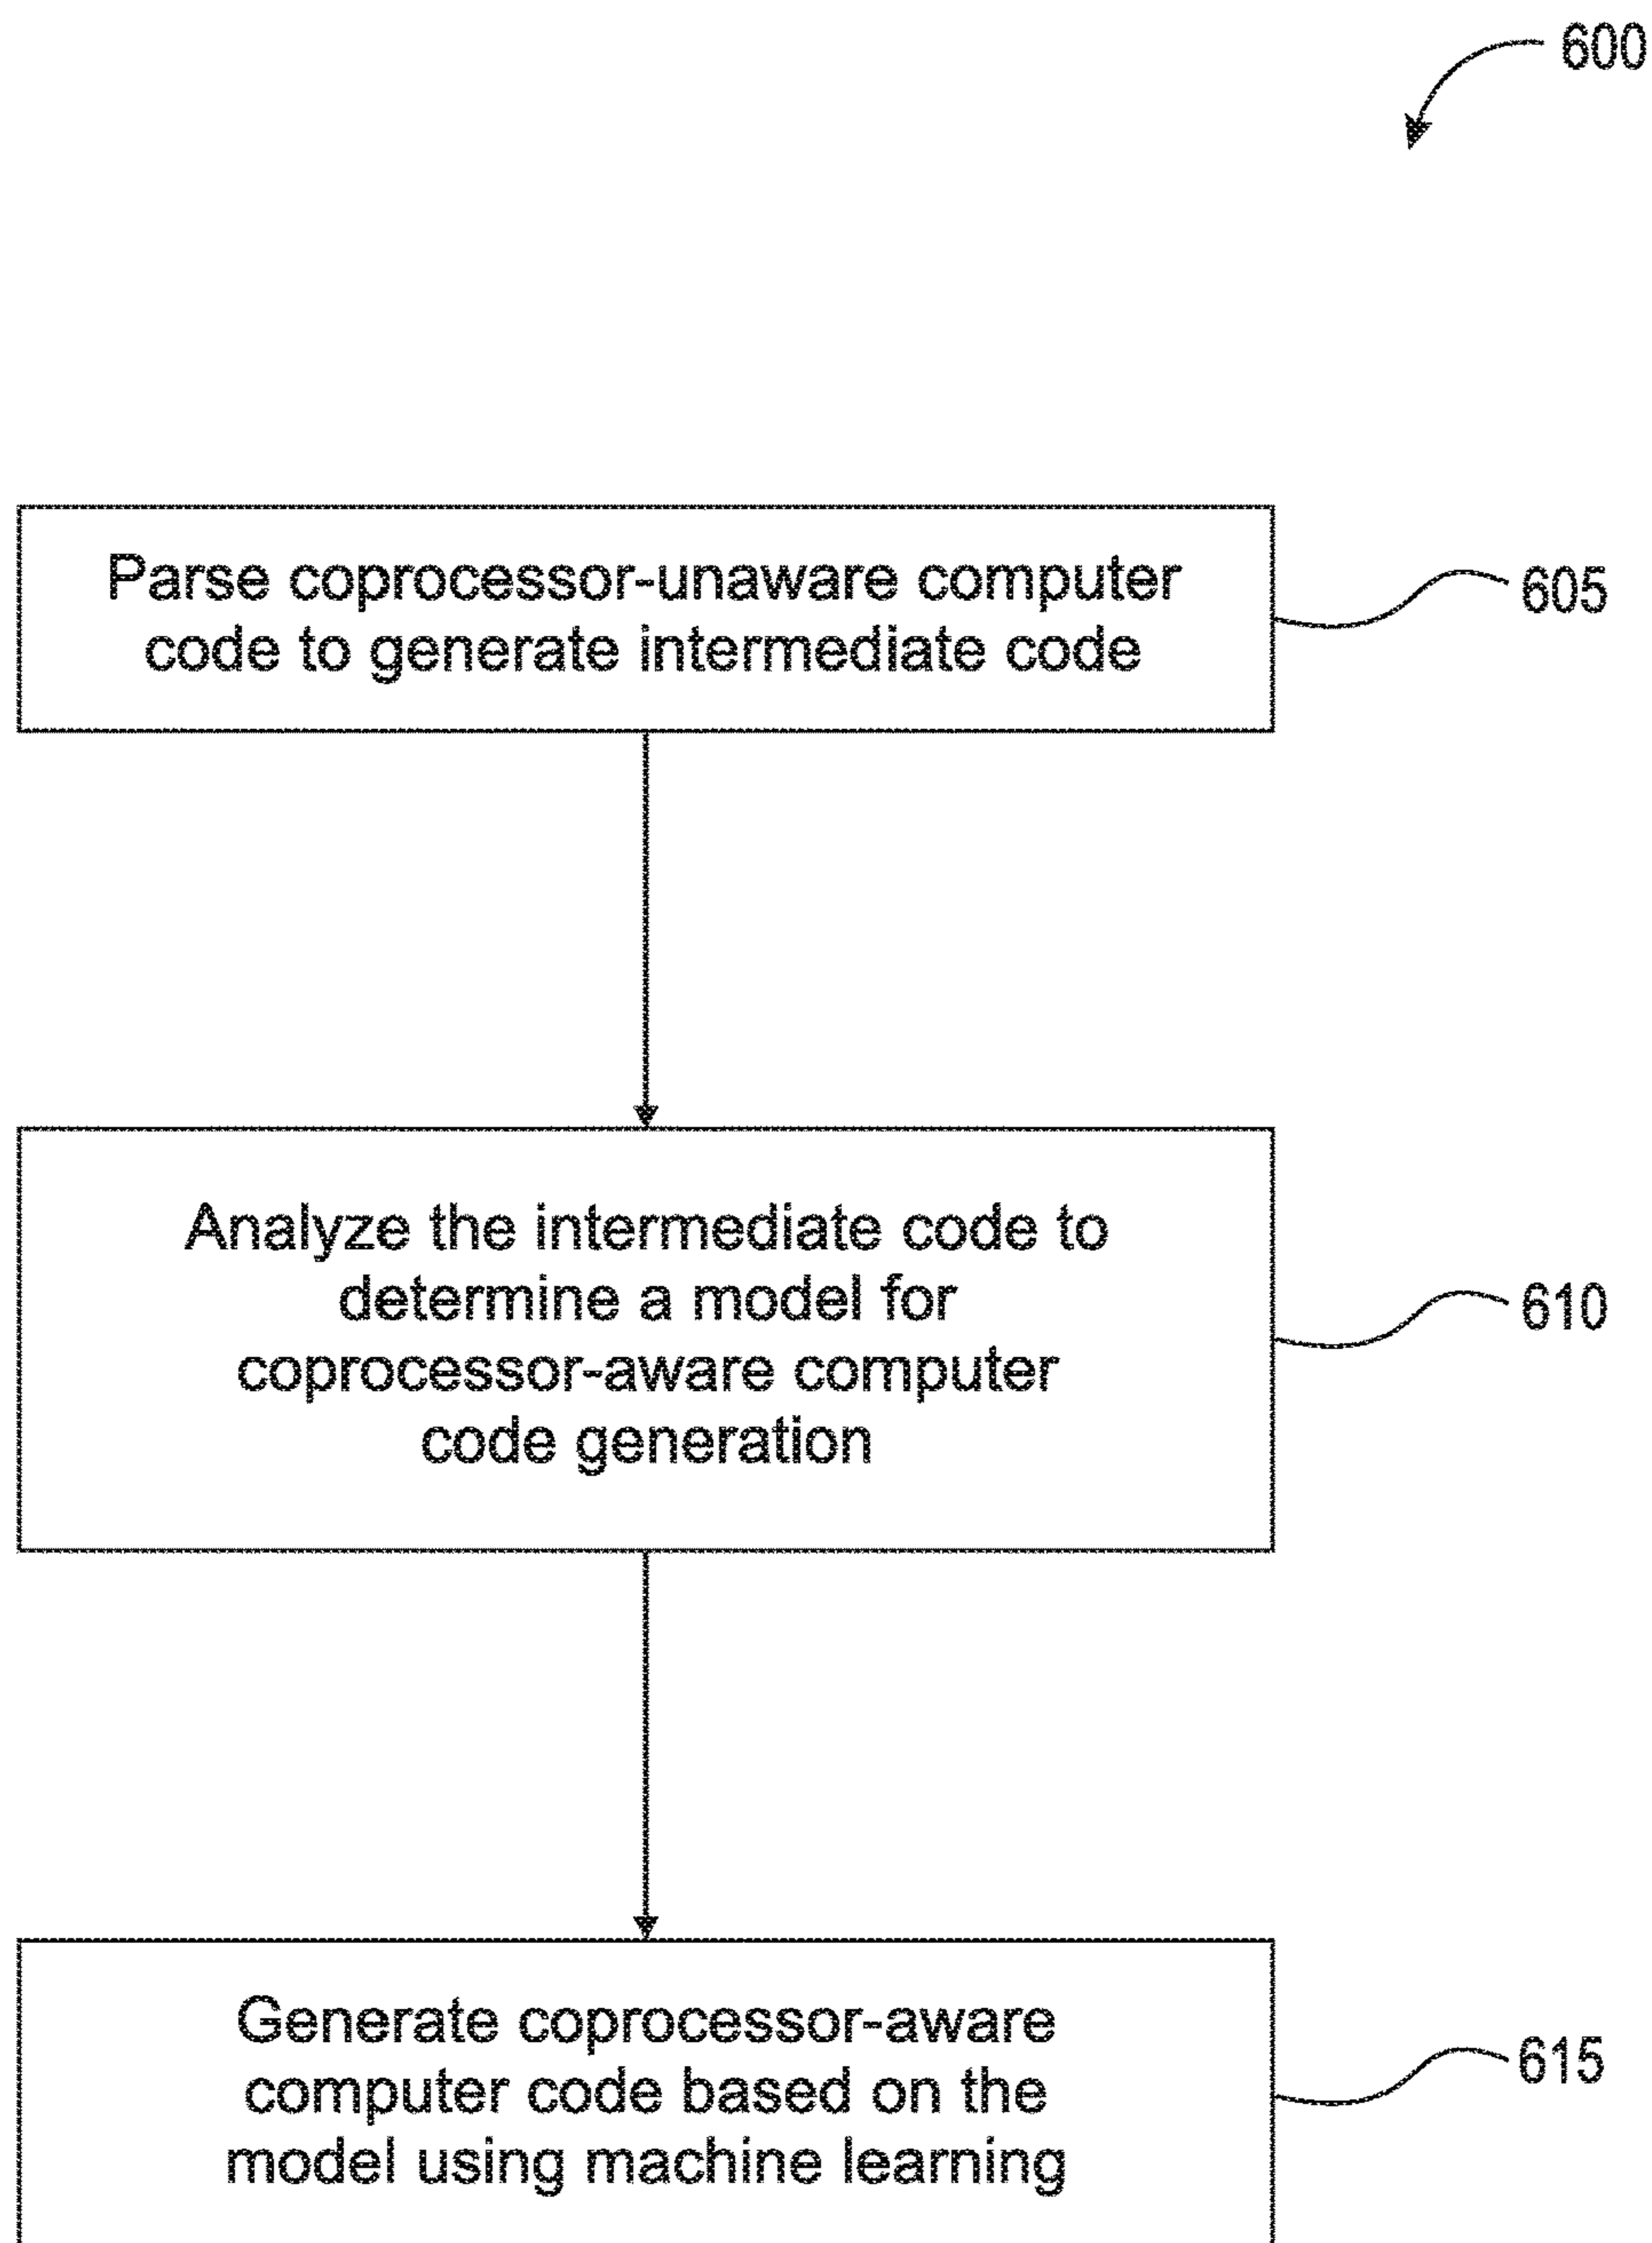 600
Parse coprocessor-unaware computer
code to generate intermediate code
605
Analyze the intermediate code to
determine a model for
coprocessor-aware computer
code generation
610
Generate coprocessor-aware
computer code based on the
model using machine learning
615